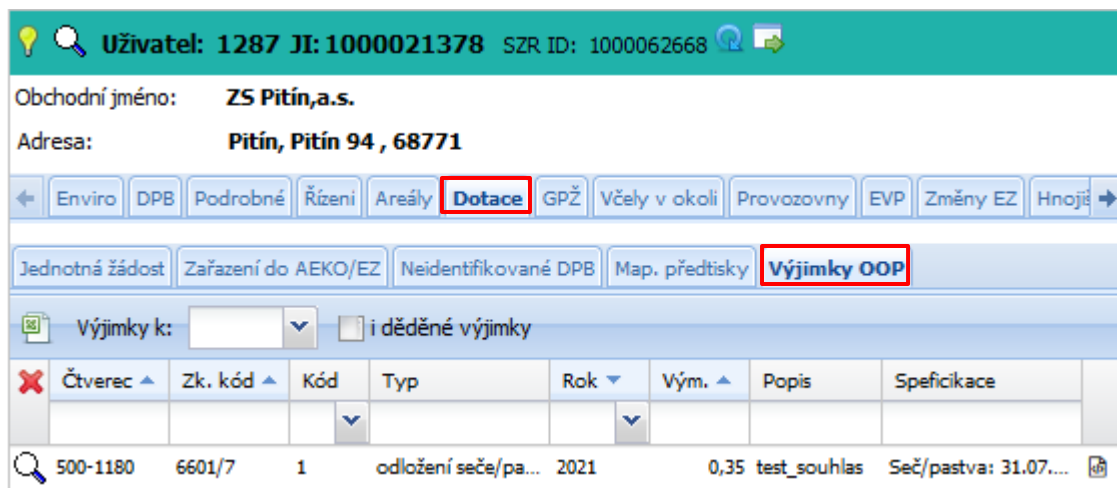 Uživatel: 1287 JI: 1000021378 SZR ID: 1000062668
Obchodní jméno: ZS Pitín,a.s.
Adresa: Pitín, Pitín 94 , 68771
Enviro DPB Podrobné Řízeni Areály Dotace GPŽ Včely v okoli Provozovny EVP Změny EZ Hnojiš
Jednotná žádost Zařazení do AEKO/EZ Neidentifikované DPB Map. předtisky Výjimky OOP
Výjimky k: i děděné výjimky
Čtverec Zk. kód Kód Typ Rok Vým. Popis Speficikace
500-1180 6601/7 1 odložení seče/pa... 2021 0,35 test_souhlas Seč/pastva: 31.07....